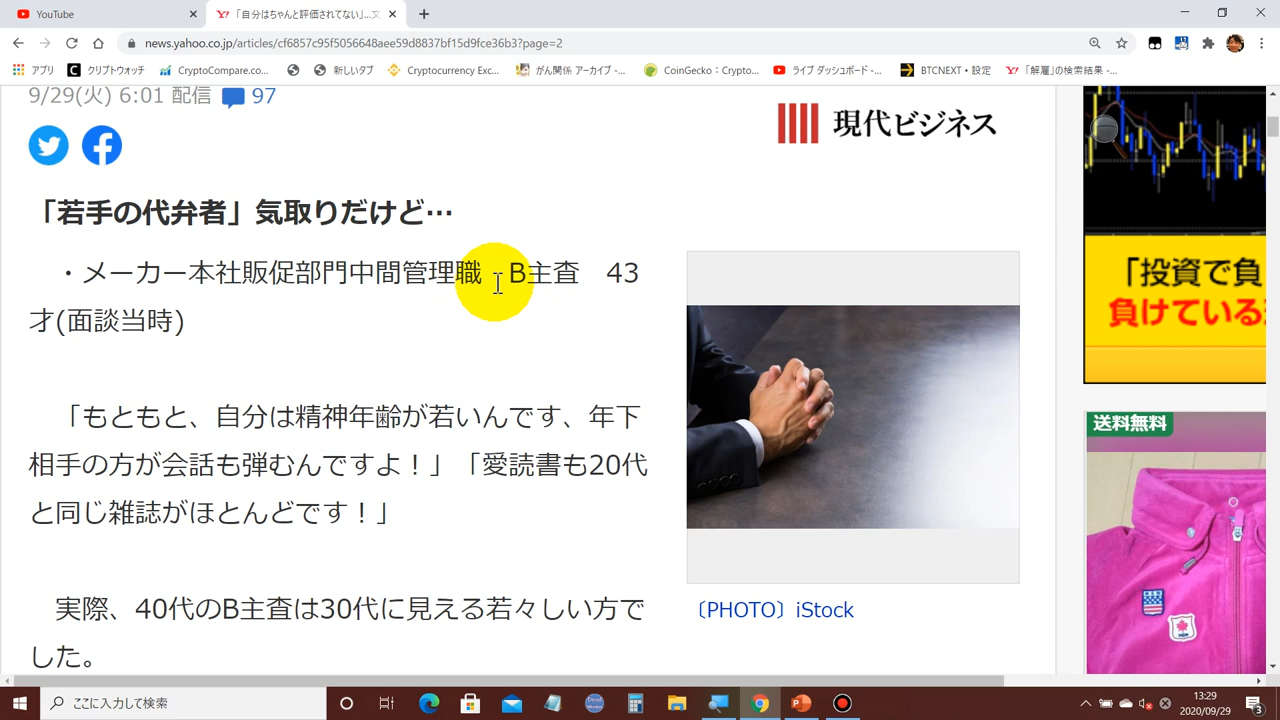 YouTube
「自分はちゃんと評価されてない」...文
news.yahoo.co.jp/articles/cf6857c95f5056648aee59d8837bf15d9fce36b3?page=2
アプリ
クリプトウォッチ
CryptoCompare.co...
新しいタブ
Cryptocurrency Exc...
がん関係 アーカイブ -...
CoinGecko：Crypto...
ライブ ダッシュボード -...
BTCNEXT・設定
「解雇」の検索結果 -...
9/29(火) 6:01 配信 97
現代ビジネス
「若手の代弁者」気取りだけど…
・メーカー本社販促部門中間管理職　B主査　43
才(面談当時)
「もともと、自分は精神年齢が若いんです、年下
相手の方が会話も弾むんですよ！」「愛読書も20代
と同じ雑誌がほとんどです！」
実際、40代のB主査は30代に見える若々しい方で
した。
〔PHOTO〕iStock
「投資で負
負けている
送料無料
ここに入力して検索
13:29
2020/09/29
3